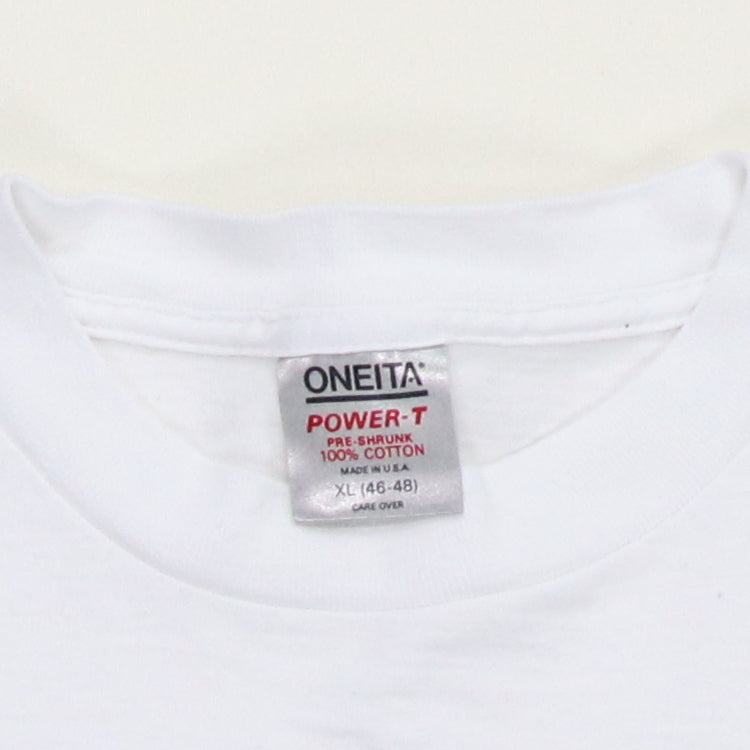 ONEITA®
POWER-T
PRE-SHRUNK
100% COTTON
MADE IN U.S.A.
XL (46-48)
CARE OVER